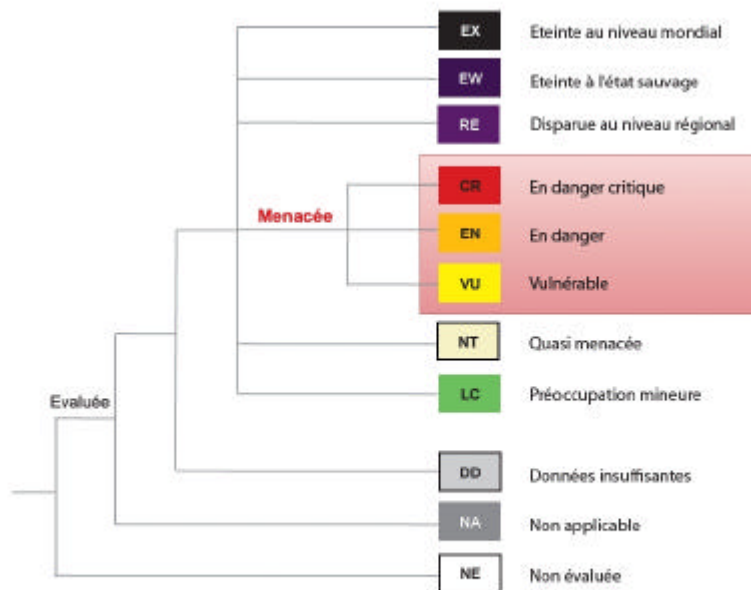 EX Eteinte au niveau mondial
EW Eteinte à l'état sauvage
RE Disparue au niveau régional
CR En danger critique
Menacée
EN En danger
VU Vulnérable
NT Quasi menacée
LC Préoccupation mineure
Evaluée
DD Données insuffisantes
NA Non applicable
NE Non évaluée